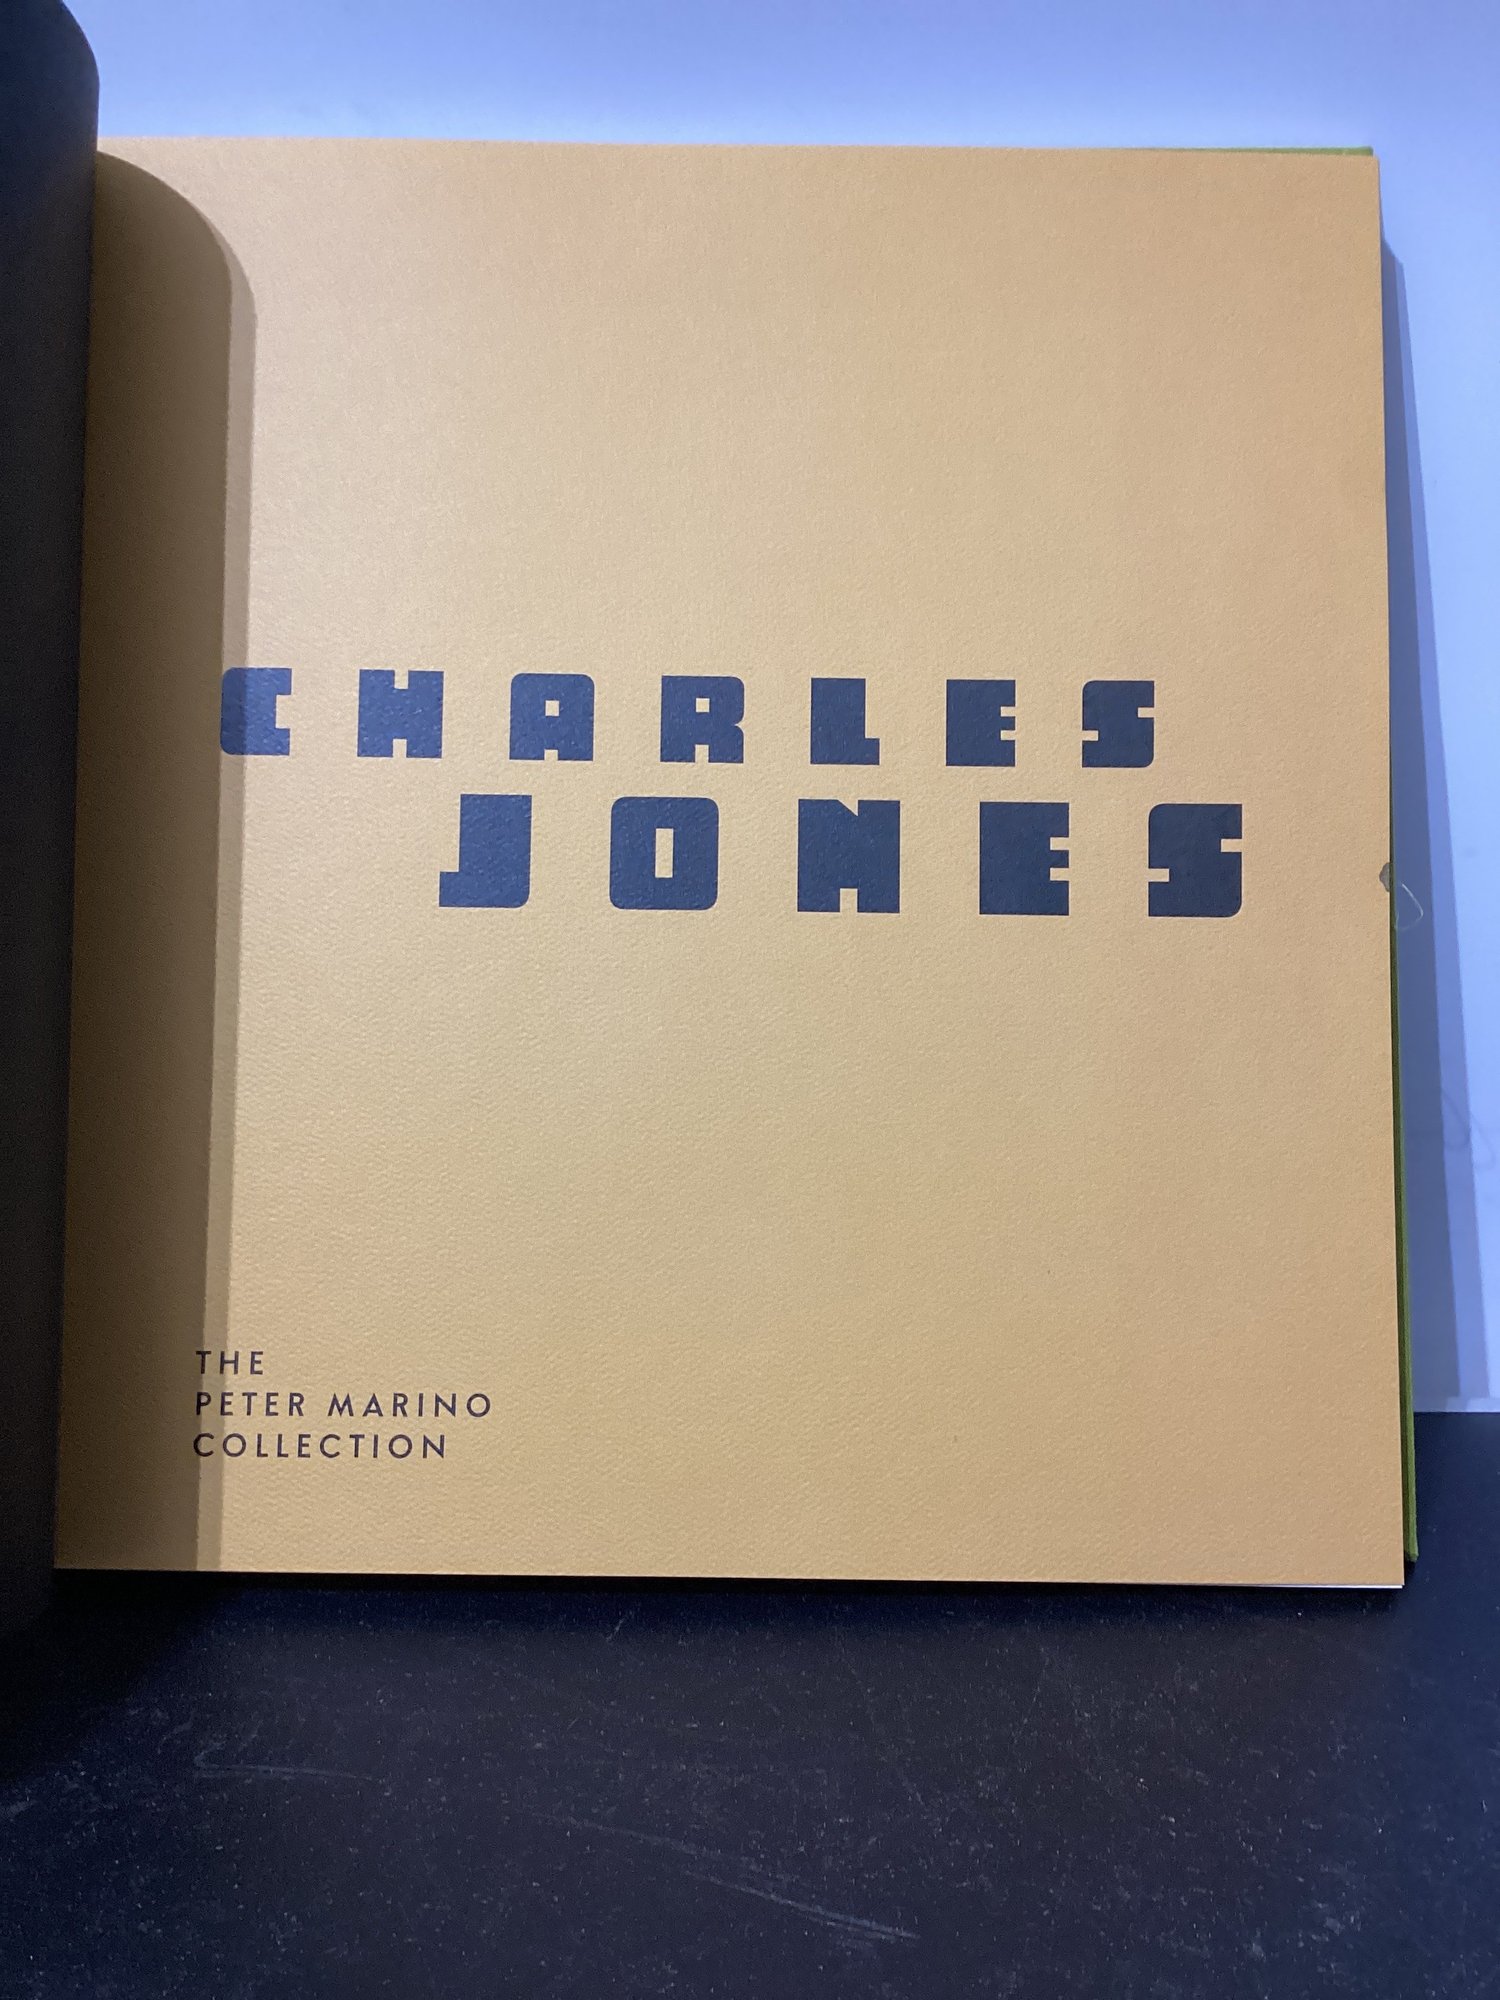 CHARLES
JONES
THE
PETER MARINO
COLLECTION